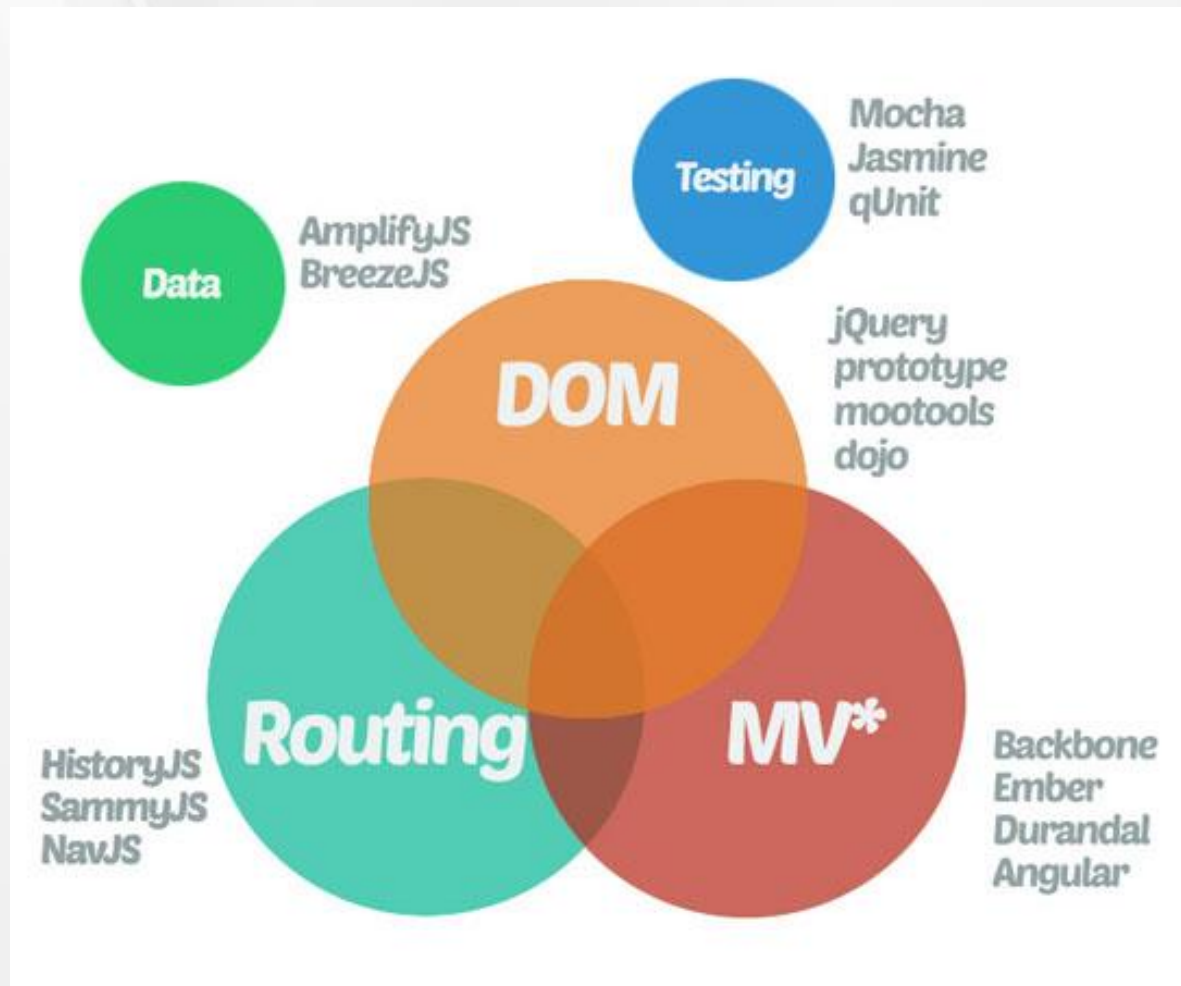 Testing
Mocha
Jasmine
qUnit
Data
AmplifyJS
BreezeJS
DOM
jQuery
prototype
mootools
dojo
Routing
HistoryJS
SammyJS
NavJS
MV*
Backbone
Ember
Durandal
Angular